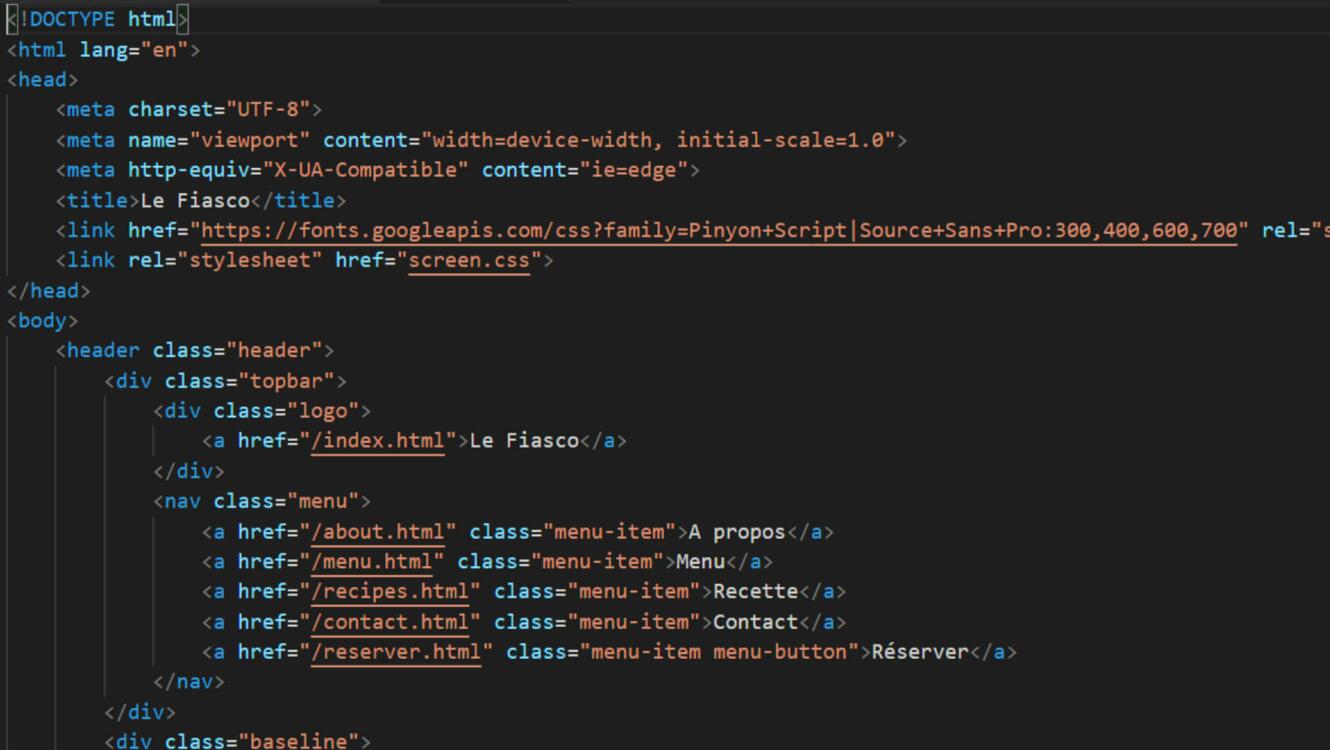 <!DOCTYPE html>
<html lang="en">
<head>
    <meta charset="UTF-8">
    <meta name="viewport" content="width=device-width, initial-scale=1.0">
    <meta http-equiv="X-UA-Compatible" content="ie=edge">
    <title>Le Fiasco</title>
    <link href="https://fonts.googleapis.com/css?family=Pinyon+Script|Source+Sans+Pro:300,400,600,700" rel="s
    <link rel="stylesheet" href="screen.css">
</head>
<body>
    <header class="header">
        <div class="topbar">
            <div class="logo">
                <a href="/index.html">Le Fiasco</a>
            </div>
            <nav class="menu">
                <a href="/about.html" class="menu-item">A propos</a>
                <a href="/menu.html" class="menu-item">Menu</a>
                <a href="/recipes.html" class="menu-item">Recette</a>
                <a href="/contact.html" class="menu-item">Contact</a>
                <a href="/reserver.html" class="menu-item menu-button">Réserver</a>
            </nav>
        </div>
        <div class="baseline">